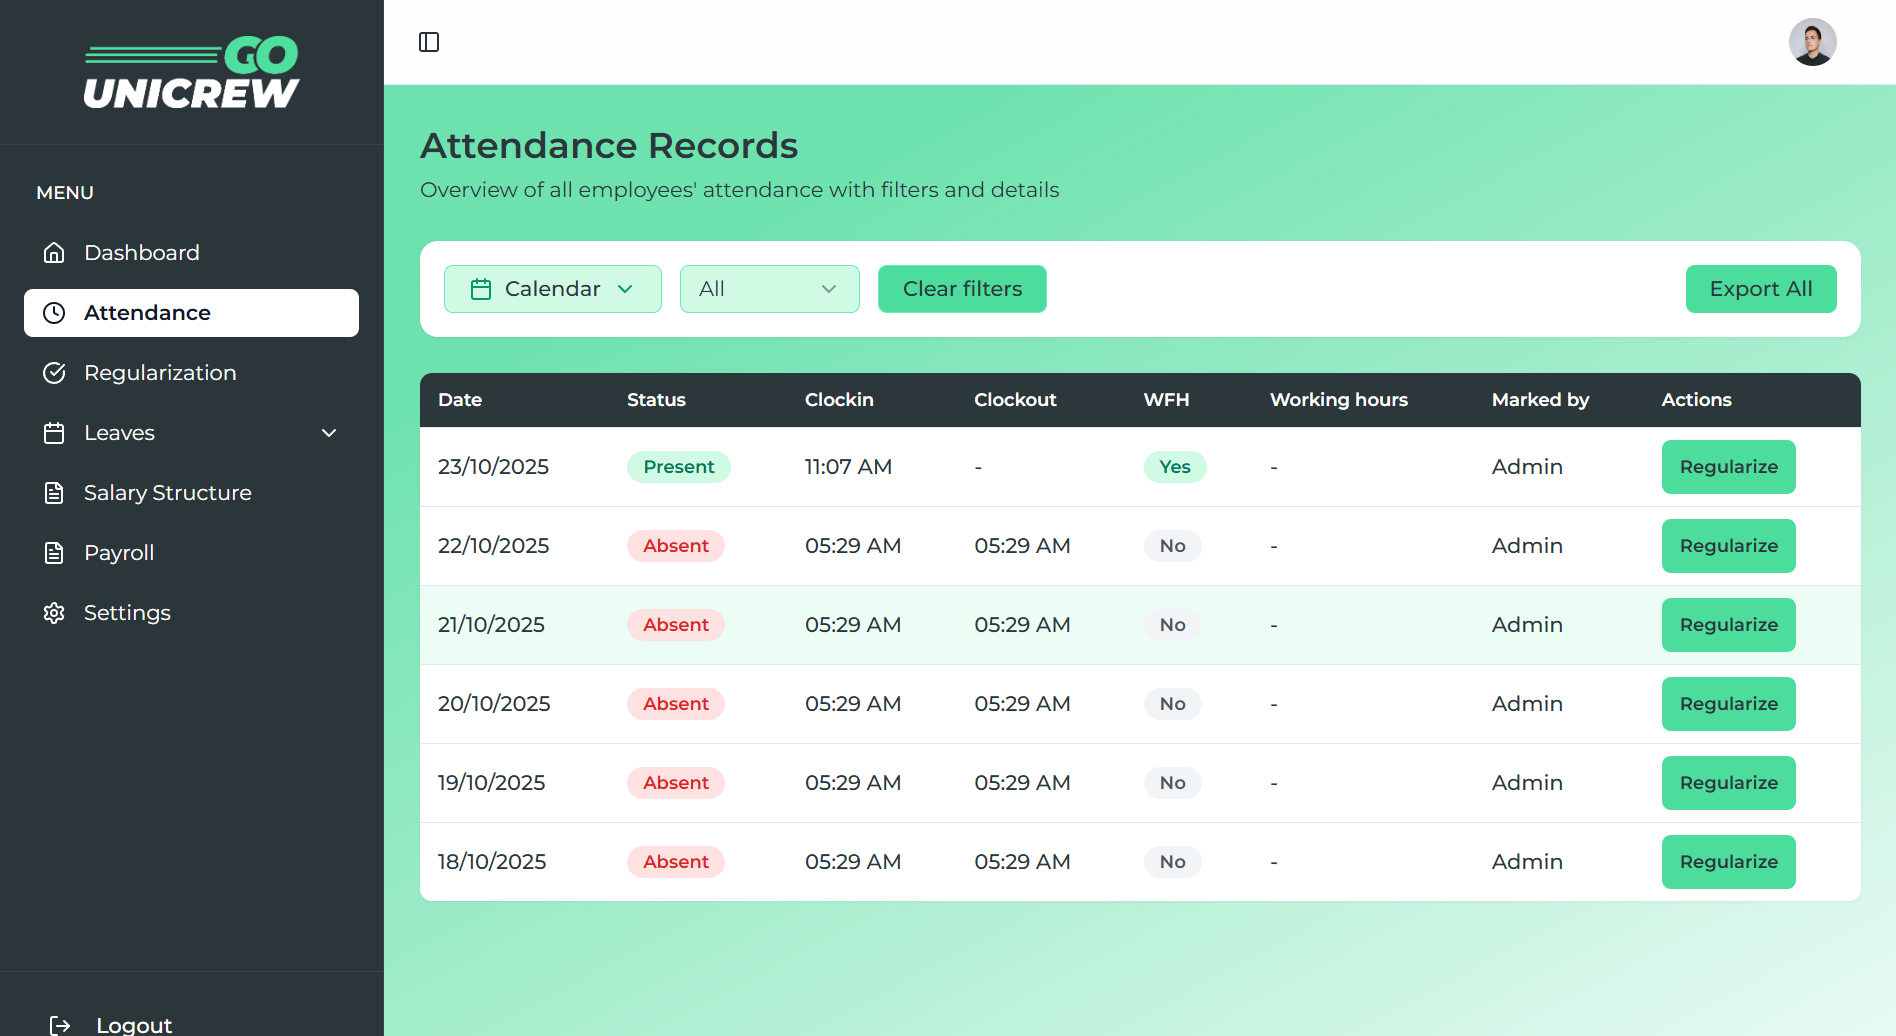 GO
UNICREW
MENU
Dashboard
Attendance
Regularization
Leaves
Salary Structure
Payroll
Settings
Logout
Attendance Records
Overview of all employees' attendance with filters and details
Calendar All Clear filters Export All
Date Status Clockin Clockout WFH Working hours Marked by Actions
23/10/2025 Present 11:07 AM - Yes - Admin Regularize
22/10/2025 Absent 05:29 AM 05:29 AM No - Admin Regularize
21/10/2025 Absent 05:29 AM 05:29 AM No - Admin Regularize
20/10/2025 Absent 05:29 AM 05:29 AM No - Admin Regularize
19/10/2025 Absent 05:29 AM 05:29 AM No - Admin Regularize
18/10/2025 Absent 05:29 AM 05:29 AM No - Admin Regularize